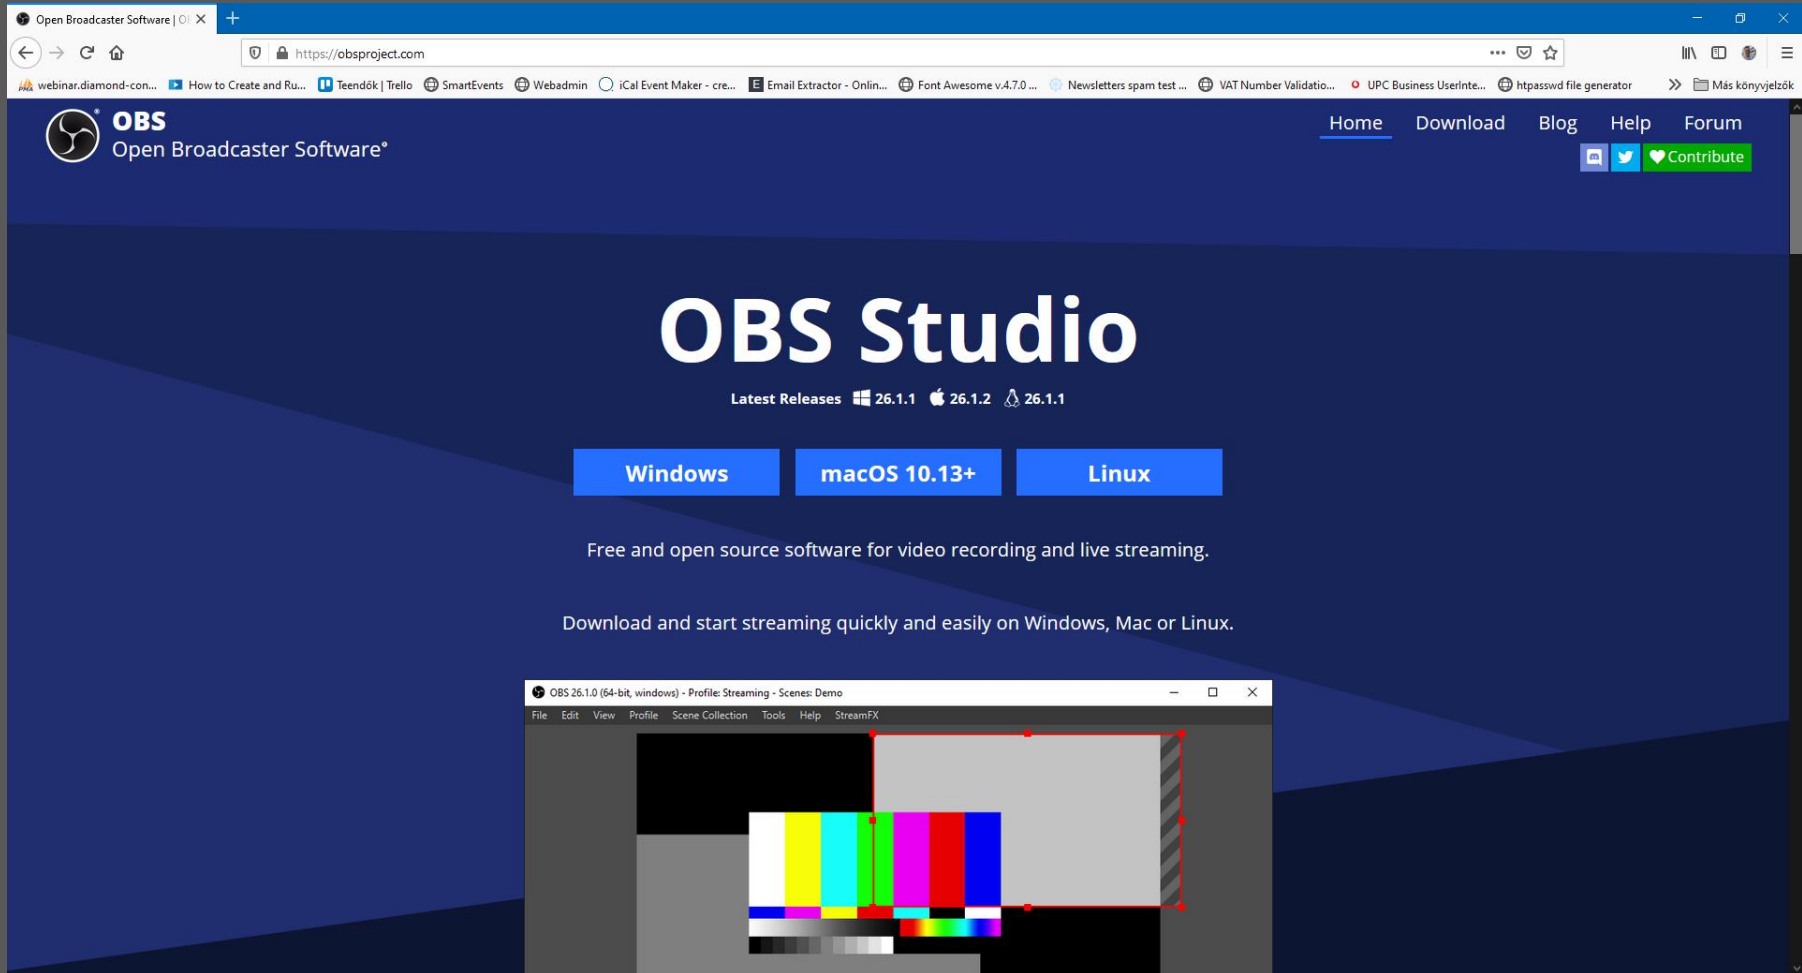 Open Broadcaster Software | O
https://obsproject.com
webinar.diamond-con... How to Create and Ru... Teendők | Trello SmartEvents Webadmin iCal Event Maker - cre... Email Extractor - Onlin... Font Awesome v.4.7.0 ... Newsletters spam test ... VAT Number Validatio... UPC Business UserInte... htpasswd file generator Más könyvjelzők
OBS
Open Broadcaster Software
Home Download Blog Help Forum
Contribute
OBS Studio
Latest Releases 26.1.1 26.1.2 26.1.1
Windows macOS 10.13+ Linux
Free and open source software for video recording and live streaming.
Download and start streaming quickly and easily on Windows, Mac or Linux.
OBS 26.1.0 (64-bit, windows) - Profile: Streaming - Scenes: Demo
File Edit View Profile Scene Collection Tools Help StreamFX